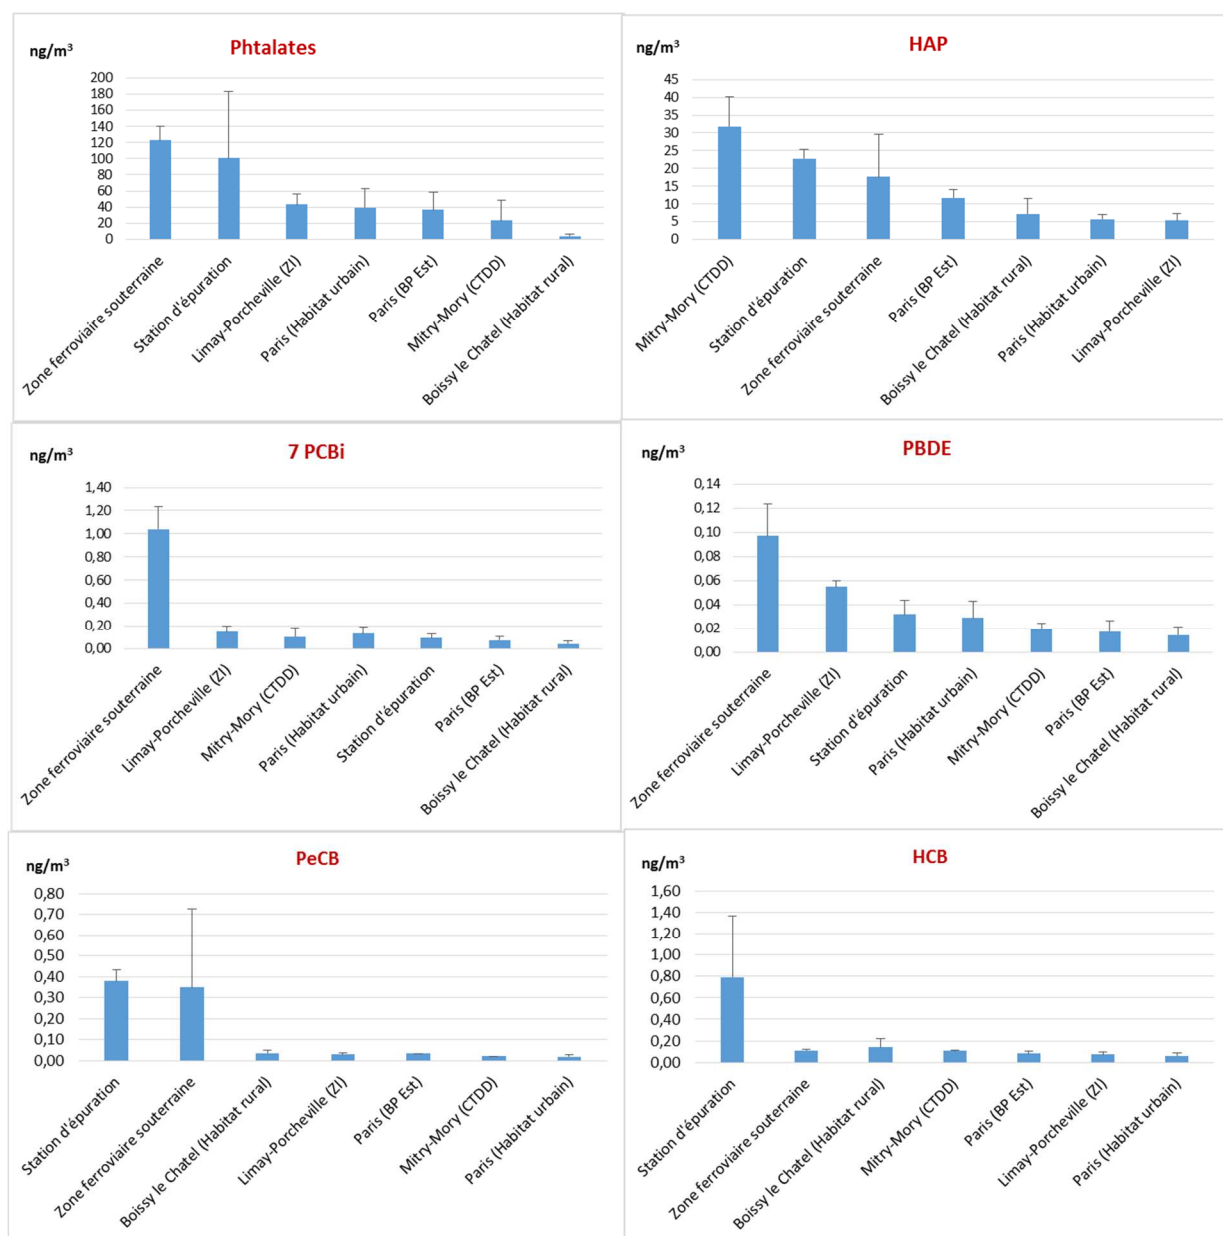 ng/m³
Phtalates
200
180
160
140
120
100
80
60
40
20
0
Zone ferroviaire souterraine
Station d'épuration
Limay-Porcheville (ZI)
Paris (Habitat urbain)
Paris (BP Est)
Mitry-Mory (CTDD)
Boissy le Chatel (Habitat rural)
ng/m³
HAP
45
40
35
30
25
20
15
10
5
0
Mitry-Mory (CTDD)
Station d'épuration
Zone ferroviaire souterraine
Paris (BP Est)
Boissy le Chatel (Habitat rural)
Paris (Habitat urbain)
Limay-Porcheville (ZI)
ng/m³
7 PCBi
1,40
1,20
1,00
0,80
0,60
0,40
0,20
0,00
Zone ferroviaire souterraine
Limay-Porcheville (ZI)
Mitry-Mory (CTDD)
Paris (Habitat urbain)
Station d'épuration
Paris (BP Est)
Boissy le Chatel (Habitat rural)
ng/m³
PBDE
0,14
0,12
0,10
0,08
0,06
0,04
0,02
0,00
Zone ferroviaire souterraine
Limay-Porcheville (ZI)
Station d'épuration
Paris (Habitat urbain)
Mitry-Mory (CTDD)
Paris (BP Est)
Boissy le Chatel (Habitat rural)
ng/m³
PeCB
0,80
0,70
0,60
0,50
0,40
0,30
0,20
0,10
0,00
Station d'épuration
Zone ferroviaire souterraine
Boissy le Chatel (Habitat rural)
Limay-Porcheville (ZI)
Paris (BP Est)
Mitry-Mory (CTDD)
Paris (Habitat urbain)
ng/m³
HCB
1,60
1,40
1,20
1,00
0,80
0,60
0,40
0,20
0,00
Station d'épuration
Zone ferroviaire souterraine
Boissy le Chatel (Habitat rural)
Mitry-Mory (CTDD)
Paris (BP Est)
Limay-Porcheville (ZI)
Paris (Habitat urbain)